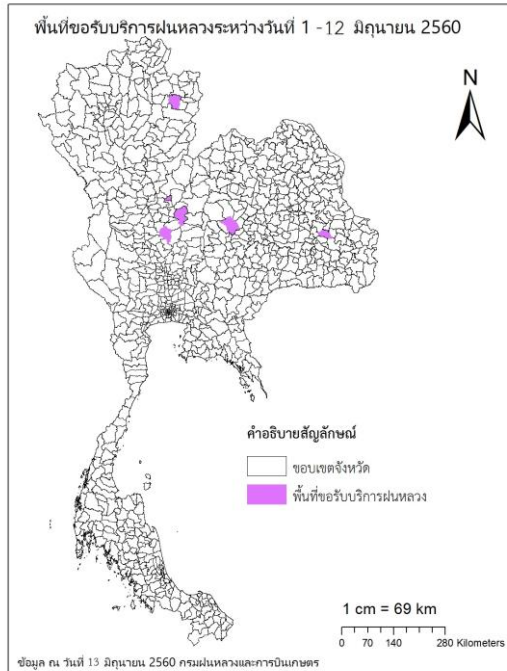 พื้นที่ขอรับบริการฝนหลวงระหว่างวันที่ 1 -12 มิถุนายน 2560
N
คำอธิบายสัญลักษณ์
ขอบเขตจังหวัด
พื้นที่ขอรับบริการฝนหลวง
1 cm = 69 km
0 70 140 280 Kilometers
ข้อมูล ณ วันที่ 13 มิถุนายน 2560 กรมฝนหลวงและการบินเกษตร